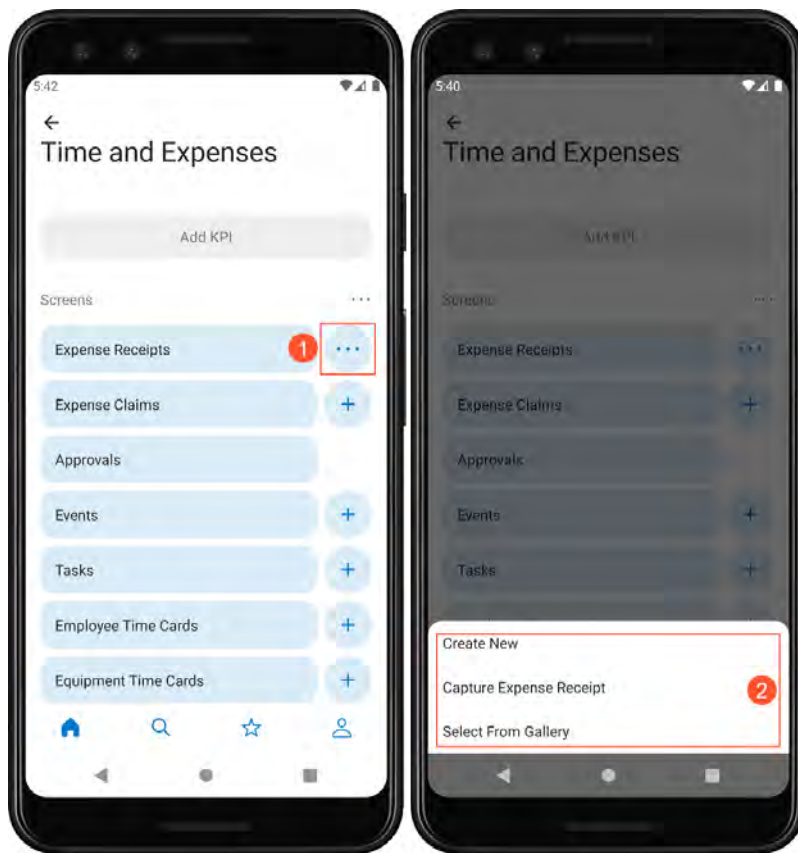 5:42
Time and Expenses
Add KPI
Screens
Expense Receipts
1
Expense Claims
Approvals
Events
Tasks
Employee Time Cards
Equipment Time Cards
5:40
Time and Expenses
Add KPI
Screens
Expense Receipts
Expense Claims
Approvals
Events
Tasks
Create New
Capture Expense Receipt
2
Select From Gallery